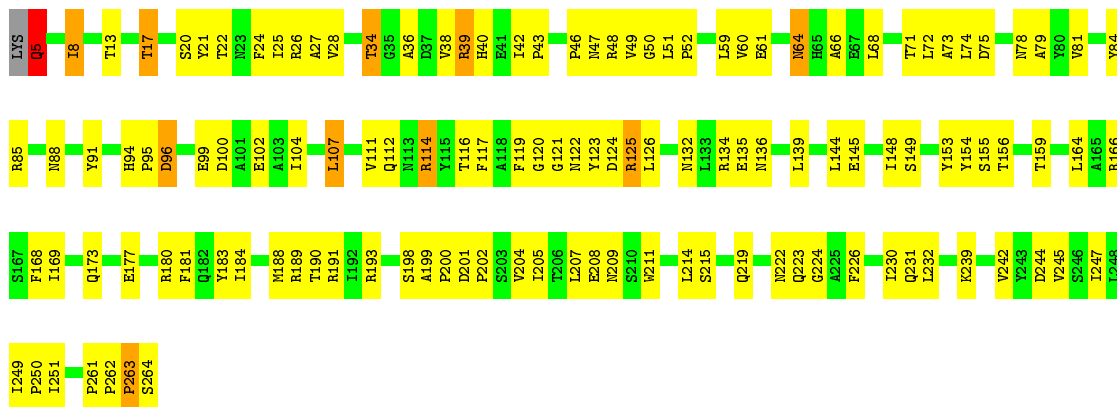 LYS Q5 I8 T13 T17 S20 Y21 T22 N23 F24 I25 R26 A27 V28 T34 G35 A36 D37 V38 R39 H40 E41 I42 P43 P46 N47 R48 V49 G50 L51 P52 L59 V60 E61 N64 H65 A66 E67 L68 T71 L72 A73 L74 D75 N78 A79 Y80 V81 Y84
R85 N88 Y91 H94 P95 D96 E99 D100 A101 E102 A103 I104 L107 V111 Q112 N113 R114 Y115 T116 F117 A118 F119 G120 G121 N122 Y123 D124 R125 L126 N132 L133 R134 E135 N136 L139 L144 E145 I148 S149 Y153 Y154 S155 T156 T159 L164 A165 R166
S167 F168 I169 Q173 E177 R180 F181 Q182 Y183 I184 M188 R189 T190 R191 I192 R193 S198 A199 P200 D201 P202 S203 V204 I205 T206 L207 E208 N209 S210 W211 L214 S215 Q219 N222 Q223 G224 A225 F226 I230 Q231 L232 K239 V242 Y243 D244 V245 S246 I247 L248
I249 P250 I251 P261 P262 P263 S264